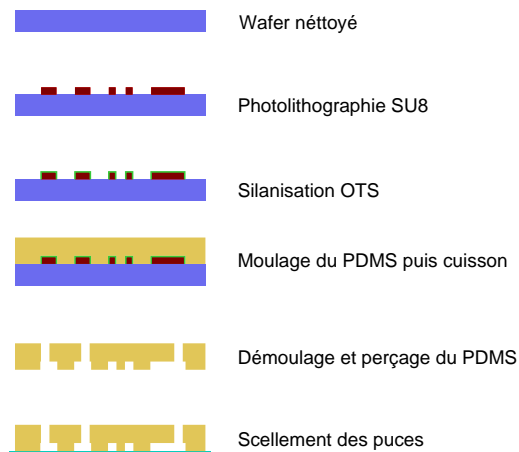 Wafer néttoyé
Photolithographie SU8
Silanisation OTS
Moulage du PDMS puis cuisson
Démoulage et perçage du PDMS
Scellement des puces